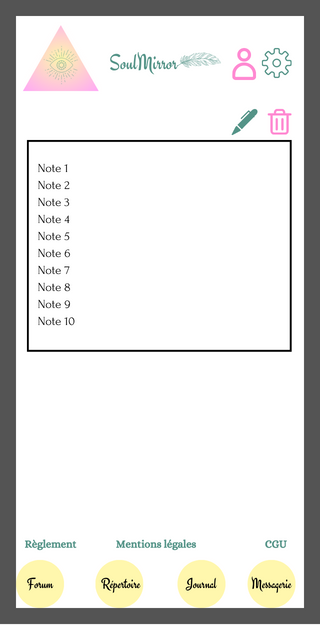 SoulMirror
Note 1
Note 2
Note 3
Note 4
Note 5
Note 6
Note 7
Note 8
Note 9
Note 10
Règlement Mentions légales CGU
Forum Répertoire Journal Messagerie